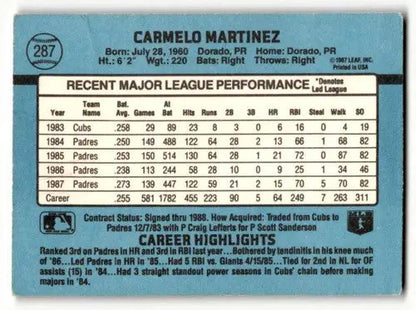 287
CARMELO MARTINEZ
Born: July 28, 1960 Dorado, PR Home: Dorado, PR
Ht.: 6'2" Wgt.: 220 Bats: Right Throws: Right
©1987 LEAF, INC.
Printed in USA
RECENT MAJOR LEAGUE PERFORMANCE *Denotes Led League
Year Team Name Bat. Avg. Games At Bat Hits Runs 2B 3B HR RBI Steal Walk SO
1983 Cubs .258 29 89 23 8 3 0 6 16 0 4 19
1984 Padres .250 149 488 122 64 28 2 13 66 1 68 82
1985 Padres .253 150 514 130 64 28 1 21 72 0 87 82
1986 Padres .238 113 244 58 28 10 0 9 25 1 34 46
1987 Padres .273 447 122 59 21 2 15 70 5 70 82
Career .255 581 1782 455 223 90 5 64 249 7 263 311
Contract Status: Signed thru 1988. How Acquired: Traded from Cubs to
Padres 12/7/83 with P Craig Lefferts for P Scott Sanderson
CAREER HIGHLIGHTS
Ranked 3rd on Padres in HR and 3rd in RBI last year...Bothered by tendinitis in his knee much
of '86...Led Padres in HR in '85...Had 5 RBI vs. Giants 4/15/85...Tied for 2nd in NL for OF
assists (15) in '84...Had 3 straight standout power seasons in Cubs' chain before making
majors in '84.